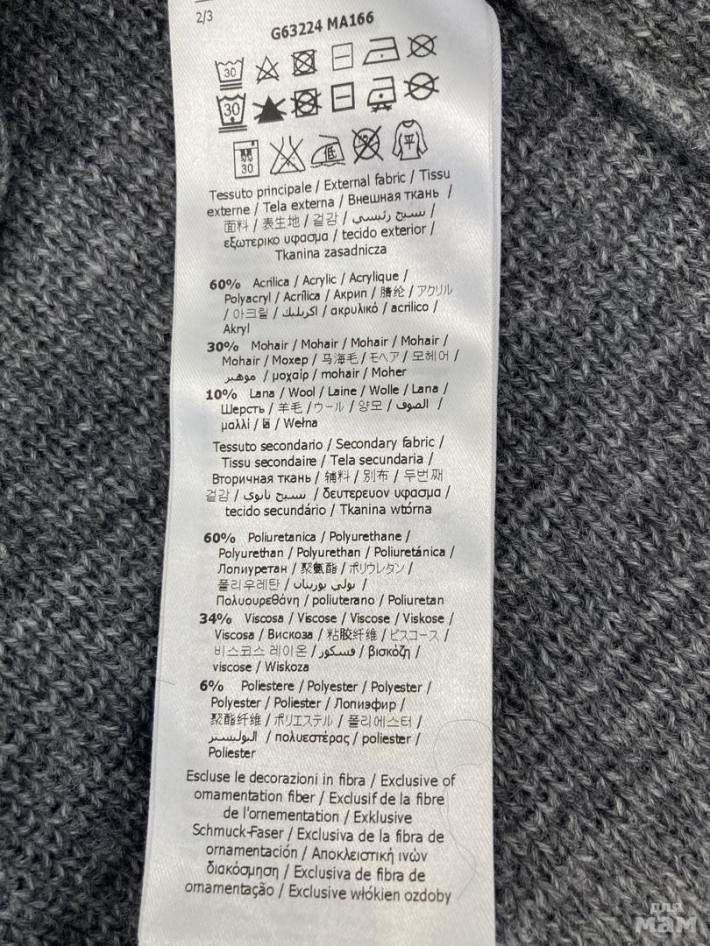 2/3
G63224 MA166
30
30
30 低 平
Tessuto principale / External fabric / Tissu
externe / Tela externa / Внешная ткань /
面料 / 表生地 / 겉감 / نسيج رئيسي /
εξωτερικο υφασμα / tecido exterior /
Tkanina zasadnicza
60% Acrilica / Acrylic / Acrylique /
Polyacryl / Acrílica / Акрил / 腈纶 / アクリル
/ 아크릴 / اكريليك / ακρυλικό / acrilico /
Akryl
30% Mohair / Mohair / Mohair / Mohair /
Mohair / Мохер / 马海毛 / モヘア / 모헤어 /
موهير / μοχαίρ / mohair / Moher
10% Lana / Wool / Laine / Wolle / Lana /
Шерсть / 羊毛 / ウール / 양모 / الصوف /
μαλλί / lã / Wełna
Tessuto secondario / Secondary fabric /
Tissu secondaire / Tela secundaria /
Вторичная ткань / 辅料 / 別布 / 두번째
겉감 / نسيج ثانوي / δευτερευον υφασμα /
tecido secundário / Tkanina wtórna
60% Poliuretanica / Polyurethane /
Polyurethan / Polyurethan / Poliuretánica /
Лопиуретан / 聚氨酯 / ポリウレタン /
폴리우레탄 / بولي يوريتان /
Πολυουρεθάνη / poliuterano / Poliuretan
34% Viscosa / Viscose / Viscose / Viskose /
Viscosa / Вискоза / 粘胶纤维 / ビスコース /
비스코스 레이온 / فسكوز / βισκόζη /
viscose / Wiskoza
6% Poliestere / Polyester / Polyester /
Polyester / Poliester / Лопиэфир /
聚酯纤维 / ポリエステル / 폴리에스터 /
البوليستر / πολυεστέρας / poliester /
Poliester
Escluse le decorazioni in fibra / Exclusive of
ornamentation fiber / Exclusif de la fibre
de l'ornementation / Exklusive
Schmuck-Faser / Exclusiva de la fibra de
ornamentación / Αποκλειστική ινών
διακόσμηση / Exclusiva de fibra de
ornamentação / Exclusive włókien ozdoby
для
мам